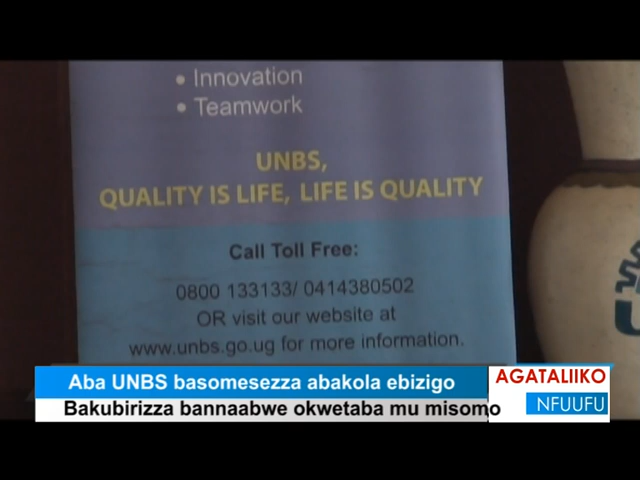 • Innovation
• Teamwork
UNBS,
QUALITY IS LIFE, LIFE IS QUALITY
Call Toll Free:
0800 133133/ 0414380502
OR visit our website at
www.unbs.go.ug for more information.
Aba UNBS basomesezza abakola ebizigo
Bakubirizza bannaabwe okwetaba mu misomo
AGATALIIKO
NFUUFU